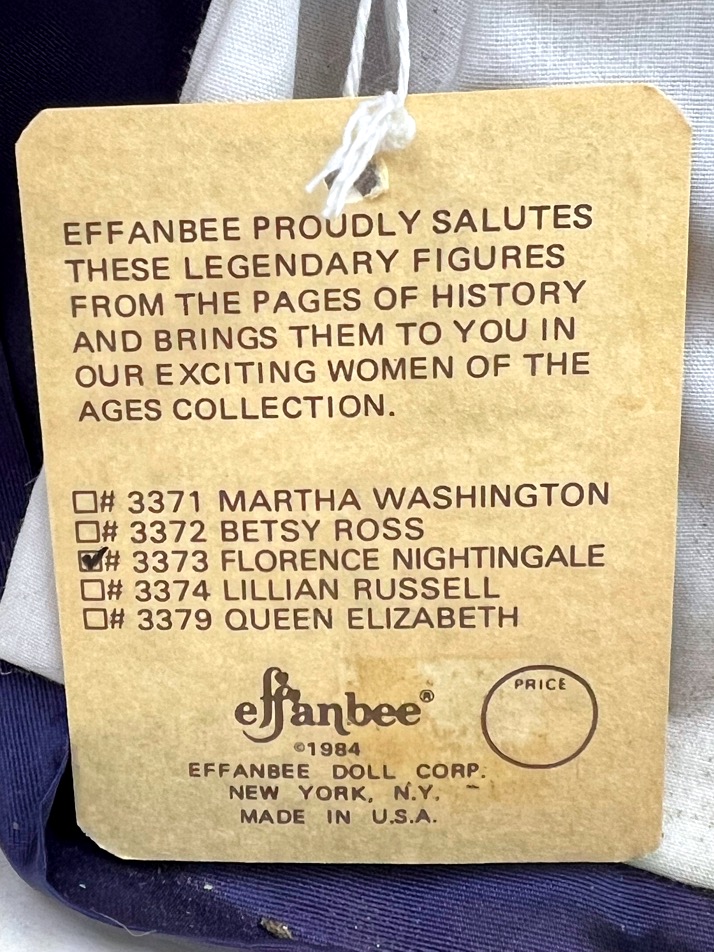 EFFANBEE PROUDLY SALUTES
THESE LEGENDARY FIGURES
FROM THE PAGES OF HISTORY
AND BRINGS THEM TO YOU IN
OUR EXCITING WOMEN OF THE
AGES COLLECTION.
☐# 3371 MARTHA WASHINGTON
☐# 3372 BETSY ROSS
☑# 3373 FLORENCE NIGHTINGALE
☐# 3374 LILLIAN RUSSELL
☐# 3379 QUEEN ELIZABETH
effanbee®
PRICE
©1984
EFFANBEE DOLL CORP.
NEW YORK, N.Y.
MADE IN U.S.A.